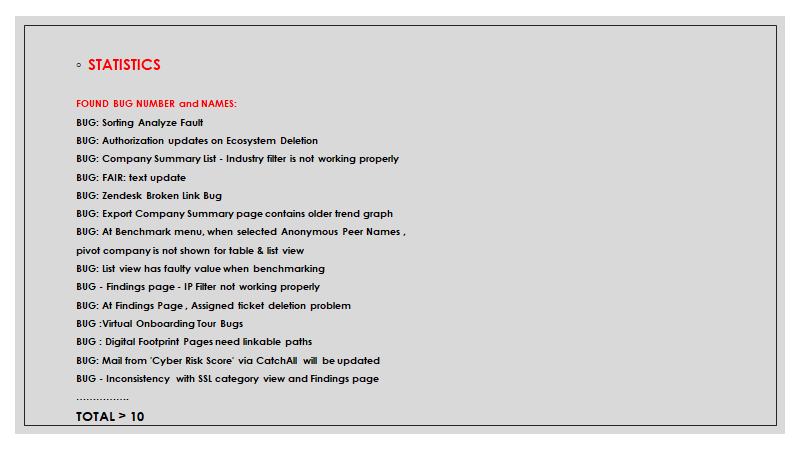 ◦ STATISTICS
FOUND BUG NUMBER and NAMES:
BUG: Sorting Analyze Fault
BUG: Authorization updates on Ecosystem Deletion
BUG: Company Summary List - Industry filter is not working properly
BUG: FAIR: text update
BUG: Zendesk Broken Link Bug
BUG: Export Company Summary page contains older trend graph
BUG: At Benchmark menu, when selected Anonymous Peer Names ,
pivot company is not shown for table & list view
BUG: List view has faulty value when benchmarking
BUG - Findings page - IP Filter not working properly
BUG: At Findings Page , Assigned ticket deletion problem
BUG :Virtual Onboarding Tour Bugs
BUG : Digital Footprint Pages need linkable paths
BUG: Mail from 'Cyber Risk Score' via CatchAll will be updated
BUG - Inconsistency with SSL category view and Findings page
................
TOTAL > 10